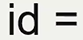 id =